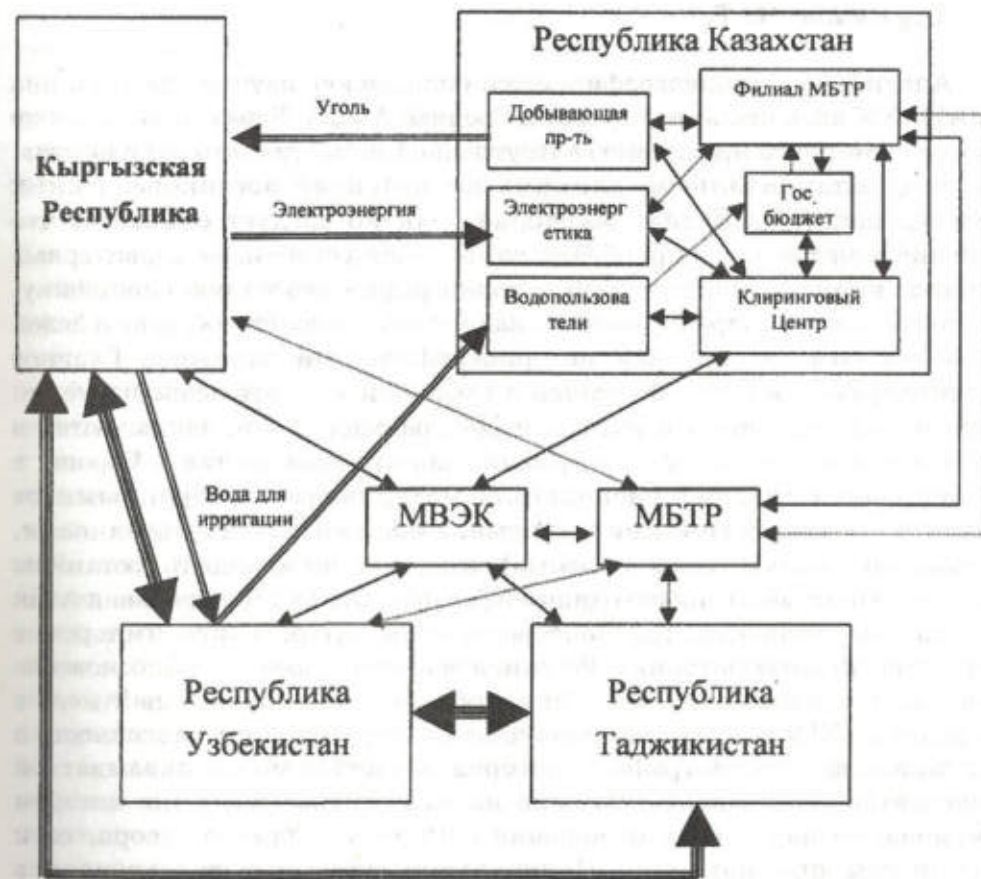 Республика Казахстан
Уголь
Добывающая
пр-ть
Филиал МБТР
Кыргызская
Республика
Электроэнергия
Электроэнерг
етика
Гос.
бюджет
Водопользова
тели
Клиринговый
Центр
Вода для
ирригации
МВЭК
МБТР
Республика
Узбекистан
Республика
Таджикистан